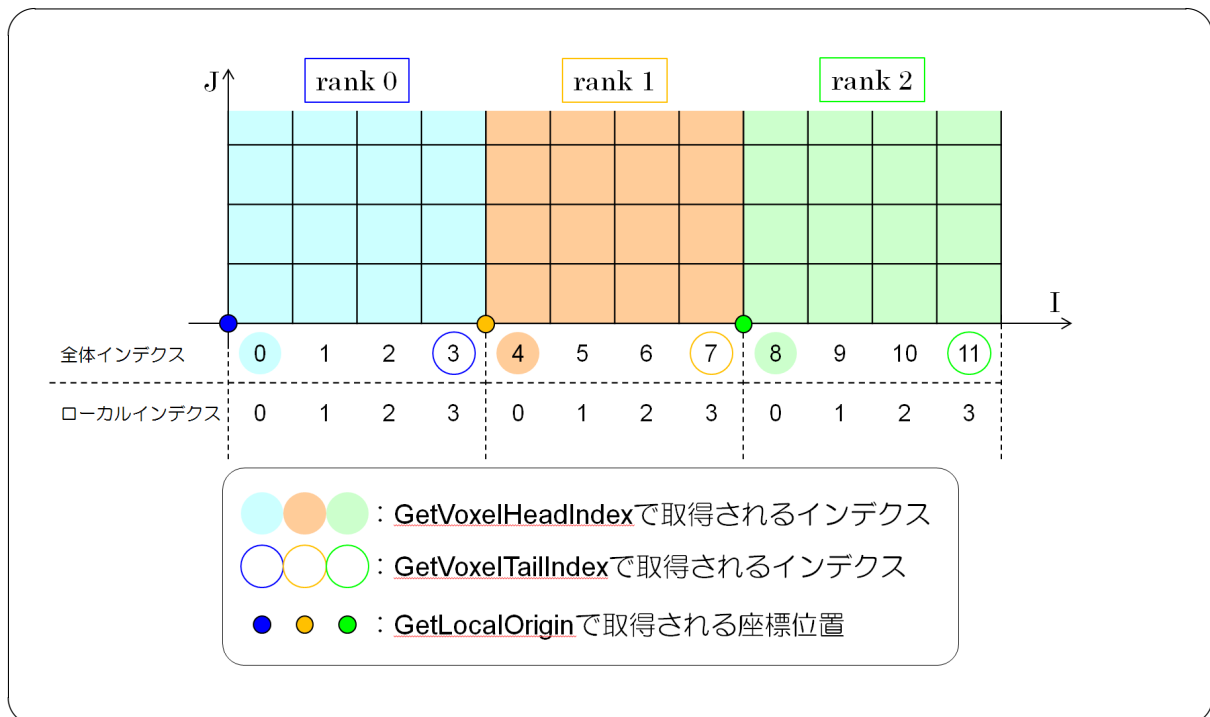 J
rank 0
rank 1
rank 2
I
全体インデクス 0 1 2 3 4 5 6 7 8 9 10 11
ローカルインデクス 0 1 2 3 0 1 2 3 0 1 2 3
：GetVoxelHeadIndexで取得されるインデクス
：GetVoxelTailIndexで取得されるインデクス
：GetLocalOriginで取得される座標位置